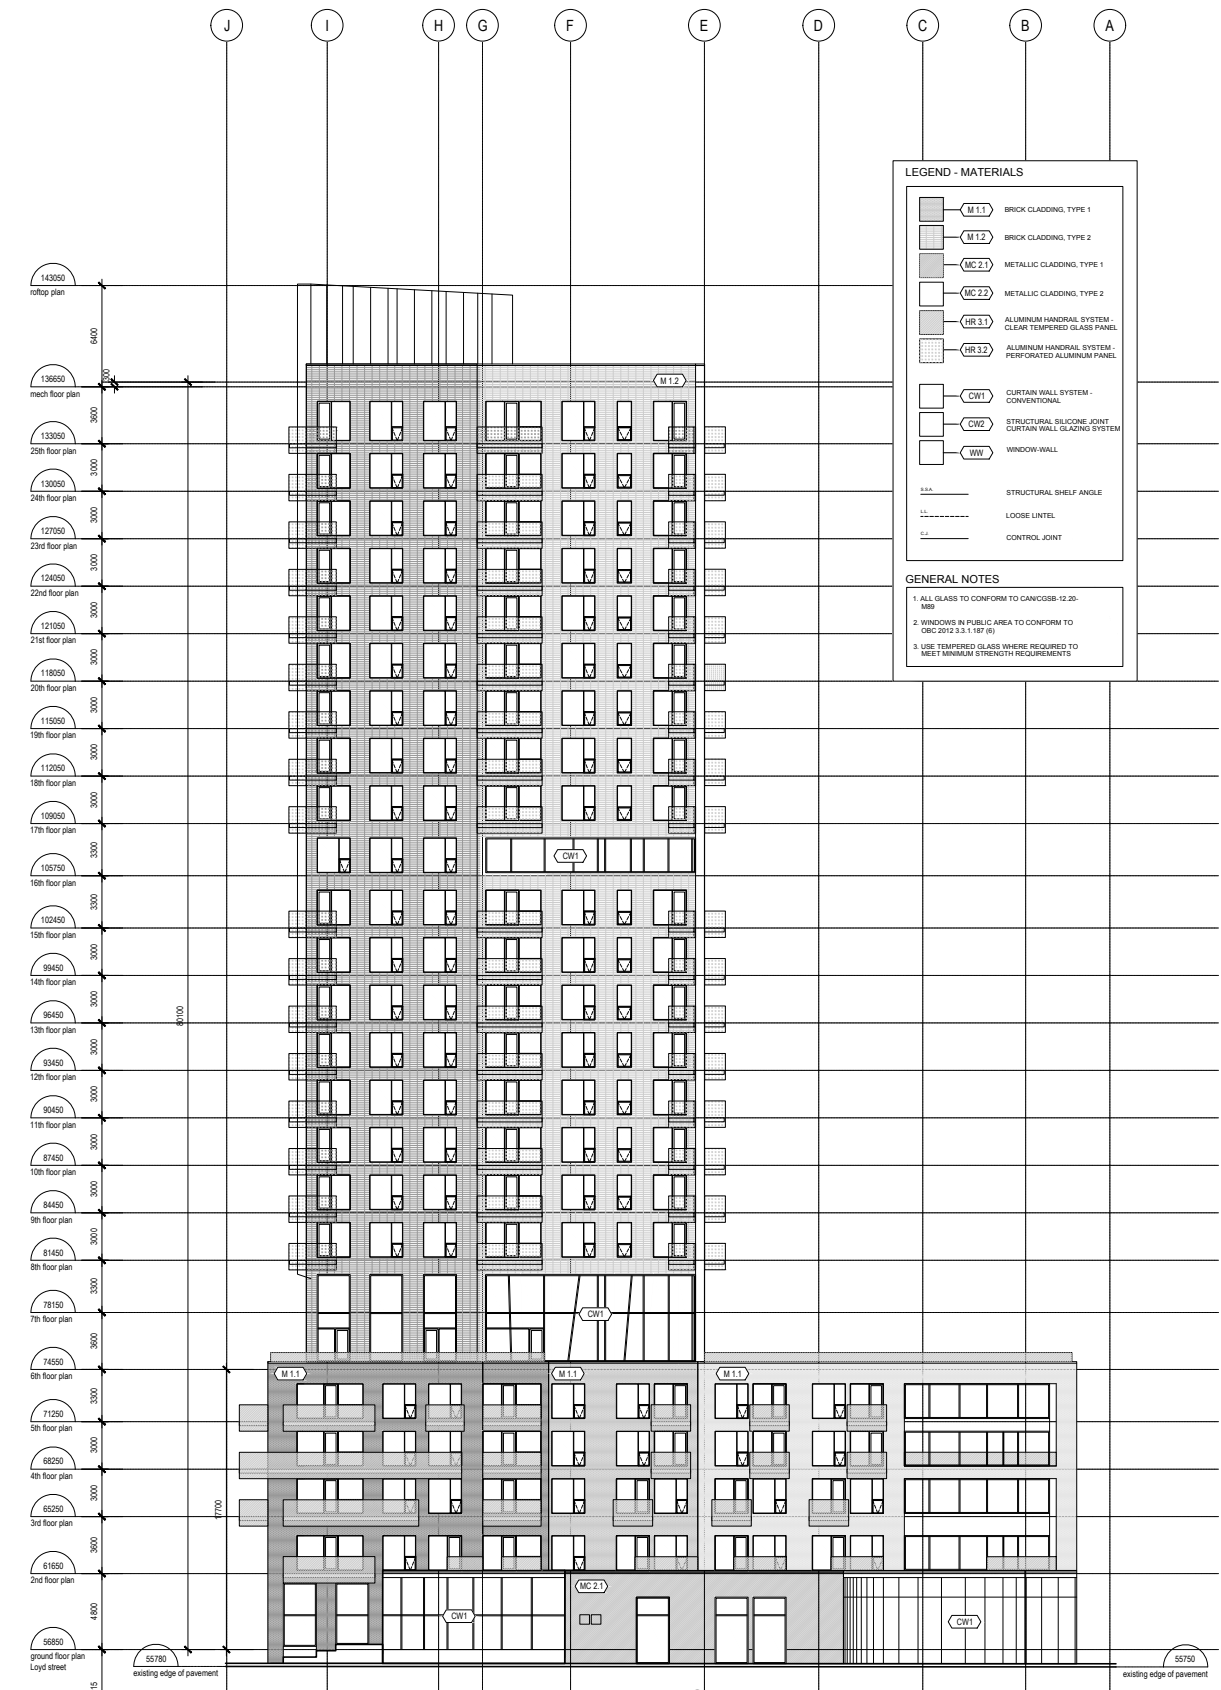 J I H G F E D C B A
LEGEND - MATERIALS
M 1.1 BRICK CLADDING, TYPE 1
M 1.2 BRICK CLADDING, TYPE 2
MC 2.1 METALLIC CLADDING, TYPE 1
MC 2.2 METALLIC CLADDING, TYPE 2
HR 3.1 ALUMINUM HANDRAIL SYSTEM -
CLEAR TEMPERED GLASS PANEL
HR 3.2 ALUMINUM HANDRAIL SYSTEM -
PERFORATED ALUMINUM PANEL
CW1 CURTAIN WALL SYSTEM -
CONVENTIONAL
CW2 STRUCTURAL SILICONE JOINT
CURTAIN WALL GLAZING SYSTEM
WW WINDOW-WALL
S.S.A. STRUCTURAL SHELF ANGLE
L.L. LOOSE LINTEL
C.J. CONTROL JOINT
GENERAL NOTES
1. ALL GLASS TO CONFORM TO CAN/CGSB-12.20-
M89
2. WINDOWS IN PUBLIC AREA TO CONFORM TO
OBC 2012 3.3.1.187 (6)
3. USE TEMPERED GLASS WHERE REQUIRED TO
MEET MINIMUM STRENGTH REQUIREMENTS
143050
rooftop plan
6400
136650
mech floor plan
300
M 1.2
3600
133050
25th floor plan
3000
130050
24th floor plan
3000
127050
23rd floor plan
3000
124050
22nd floor plan
3000
121050
21st floor plan
3000
118050
20th floor plan
3000
115050
19th floor plan
3000
112050
18th floor plan
3000
109050
17th floor plan
3300
CW1
105750
16th floor plan
3300
102450
15th floor plan
3000
99450
14th floor plan
3000
80100
96450
13th floor plan
3000
93450
12th floor plan
3000
90450
11th floor plan
3000
87450
10th floor plan
3000
84450
9th floor plan
3000
81450
8th floor plan
3300
78150
7th floor plan
CW1
3600
74550
6th floor plan
M 1.1 M 1.1 M 1.1
3300
71250
5th floor plan
3000
68250
4th floor plan
3000
65250
3rd floor plan
17700
3600
61650
2nd floor plan
MC 2.1
4800
CW1 CW1
56850
ground floor plan
Loyd street
55780
existing edge of pavement
55750
existing edge of pavement